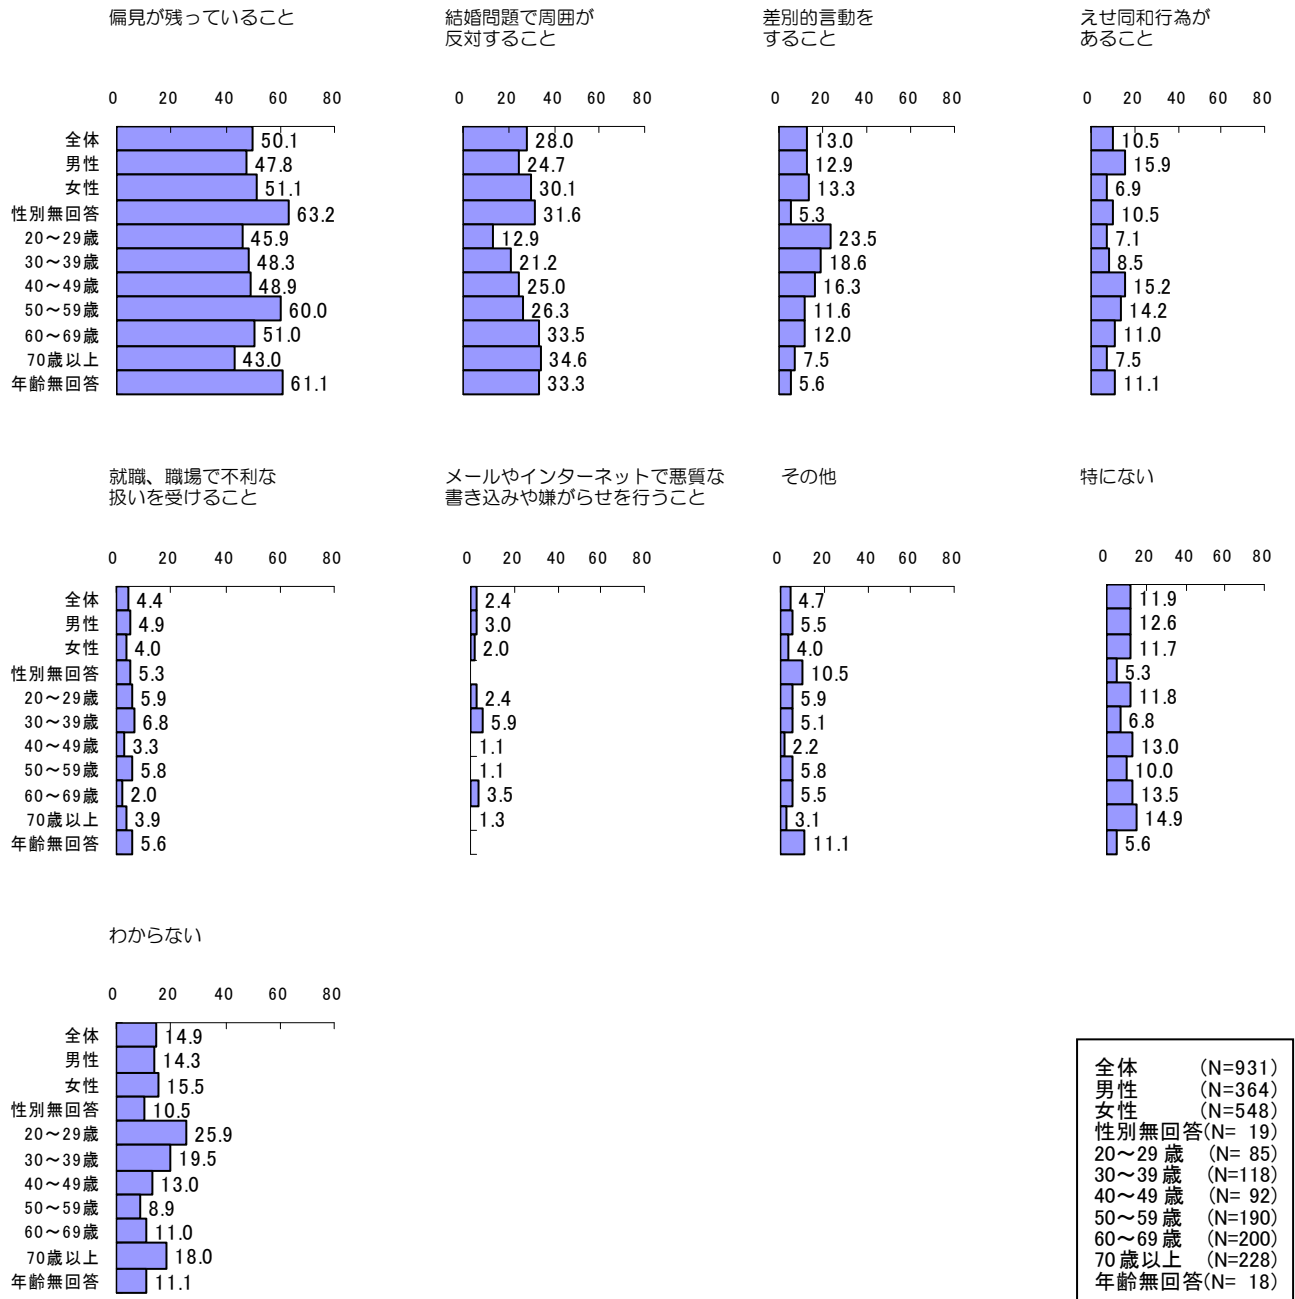 偏見が残っていること
結婚問題で周囲が
反対すること
差別的言動を
すること
えせ同和行為が
あること
0 20 40 60 80
0 20 40 60 80
0 20 40 60 80
0 20 40 60 80
全体 50.1 28.0 13.0 10.5
男性 47.8 24.7 12.9 15.9
女性 51.1 30.1 13.3 6.9
性別無回答 63.2 31.6 5.3 10.5
20～29歳 45.9 12.9 23.5 7.1
30～39歳 48.3 21.2 18.6 8.5
40～49歳 48.9 25.0 16.3 15.2
50～59歳 60.0 26.3 11.6 14.2
60～69歳 51.0 33.5 12.0 11.0
70歳以上 43.0 34.6 7.5 7.5
年齢無回答 61.1 33.3 5.6 11.1
就職、職場で不利な
扱いを受けること
メールやインターネットで悪質な
書き込みや嫌がらせを行うこと
その他
特にない
0 20 40 60 80
0 20 40 60 80
0 20 40 60 80
0 20 40 60 80
全体 4.4 2.4 4.7 11.9
男性 4.9 3.0 5.5 12.6
女性 4.0 2.0 4.0 11.7
性別無回答 5.3 10.5 5.3
20～29歳 5.9 2.4 5.9 11.8
30～39歳 6.8 5.9 5.1 6.8
40～49歳 3.3 1.1 2.2 13.0
50～59歳 5.8 1.1 5.8 10.0
60～69歳 2.0 3.5 5.5 13.5
70歳以上 3.9 1.3 3.1 14.9
年齢無回答 5.6 11.1 5.6
わからない
0 20 40 60 80
全体 14.9
男性 14.3
女性 15.5
性別無回答 10.5
20～29歳 25.9
30～39歳 19.5
40～49歳 13.0
50～59歳 8.9
60～69歳 11.0
70歳以上 18.0
年齢無回答 11.1
全体 (N=931)
男性 (N=364)
女性 (N=548)
性別無回答(N= 19)
20～29歳 (N= 85)
30～39歳 (N=118)
40～49歳 (N= 92)
50～59歳 (N=190)
60～69歳 (N=200)
70歳以上 (N=228)
年齢無回答(N= 18)